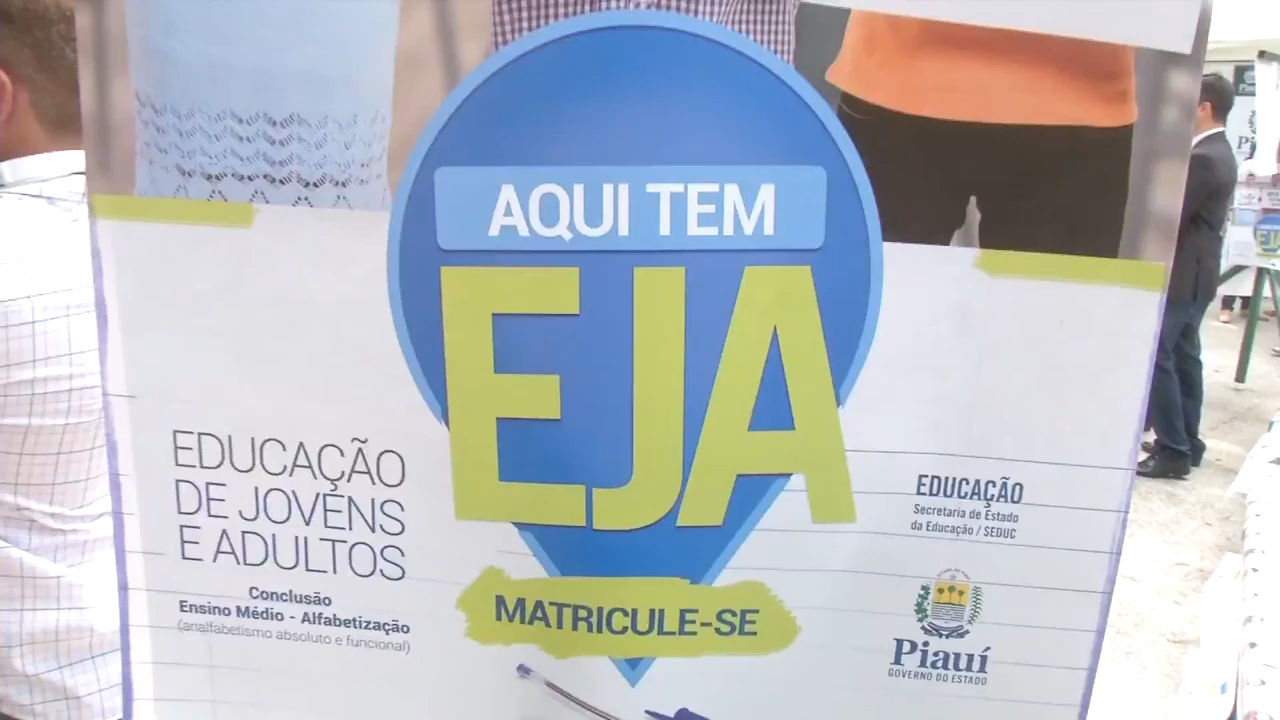 AQUI TEM
EJA
MATRICULE-SE
EDUCAÇÃO
DE JOVENS
E ADULTOS
Conclusão
Ensino Médio - Alfabetização
(analfabetismo absoluto e funcional)
EDUCAÇÃO
Secretaria de Estado
da Educação / SEDUC
Piauí
GOVERNO DO ESTADO